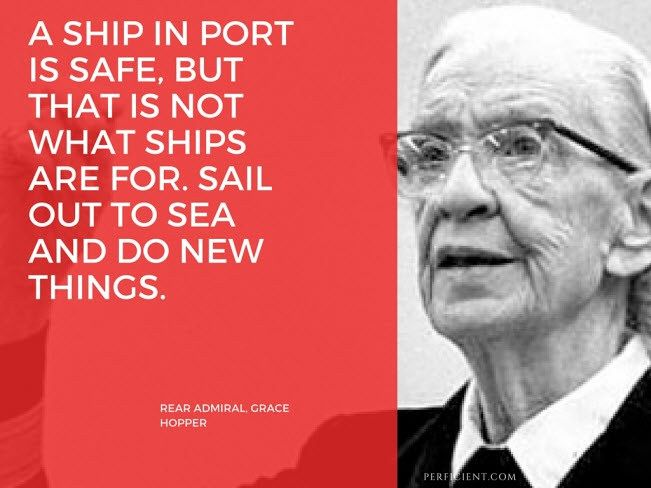 A SHIP IN PORT
IS SAFE, BUT
THAT IS NOT
WHAT SHIPS
ARE FOR. SAIL
OUT TO SEA
AND DO NEW
THINGS.
REAR ADMIRAL, GRACE
HOPPER
PERFICIENT.COM